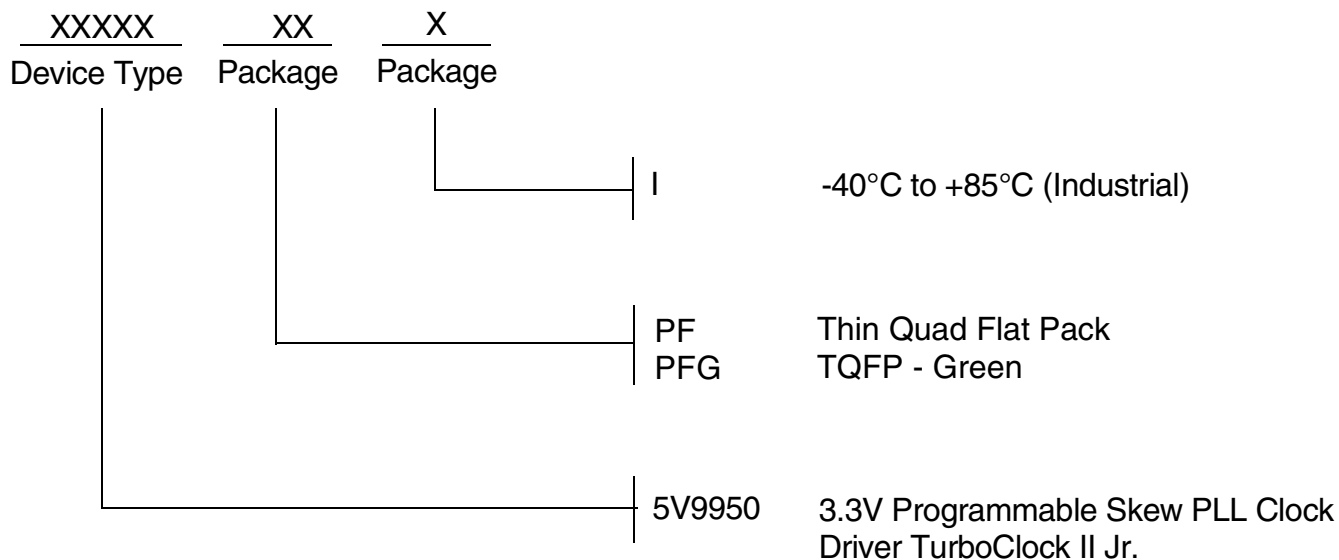 XXXXX XX X
Device Type Package Package
I -40°C to +85°C (Industrial)
PF Thin Quad Flat Pack
PFG TQFP - Green
5V9950 3.3V Programmable Skew PLL Clock
Driver TurboClock II Jr.